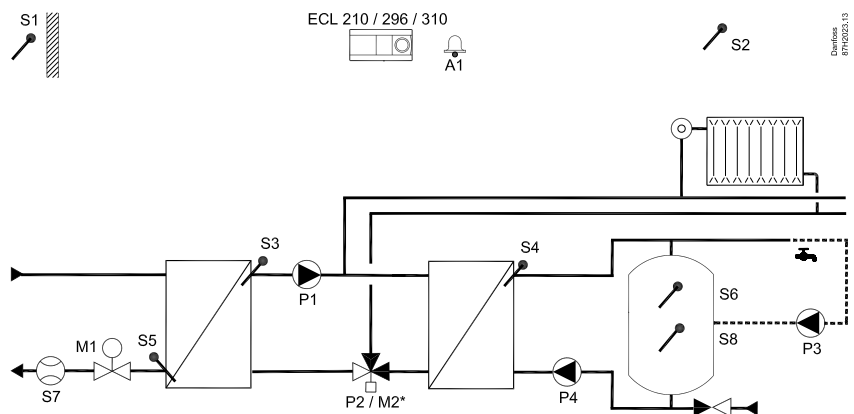 S1
ECL 210 / 296 / 310
A1
S2
Danfoss
87H2023.13
S3
P1
S4
S6
S8
P3
S5
M1
S7
P2 / M2*
P4